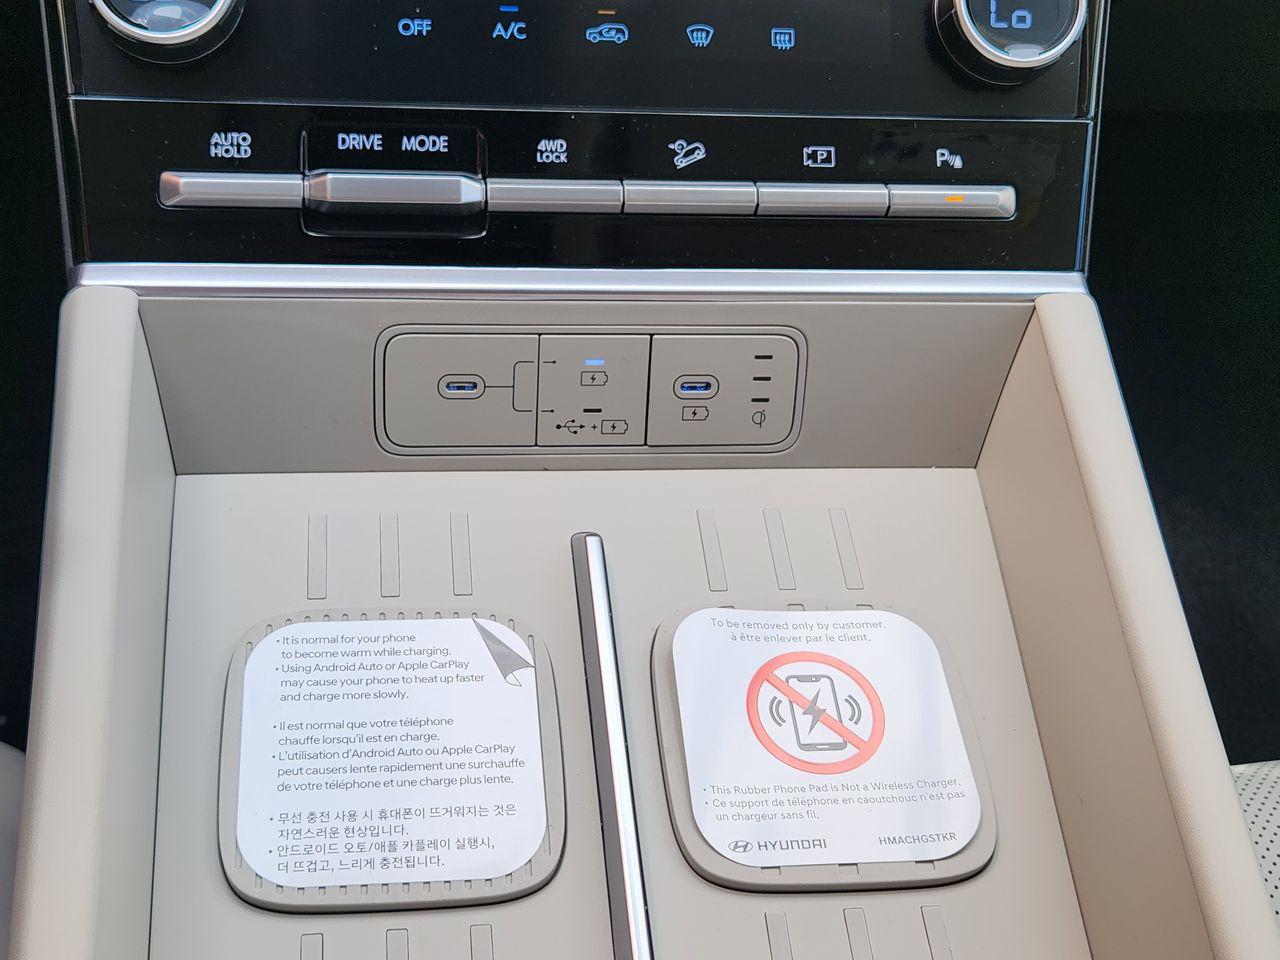 OFF
A/C
Lo
AUTO
HOLD
DRIVE MODE
4WD
LOCK
P
P
+
• It is normal for your phone
to become warm while charging.
• Using Android Auto or Apple CarPlay
may cause your phone to heat up faster
and charge more slowly.
• Il est normal que votre téléphone
chauffe lorsqu'il est en charge.
• L'utilisation d'Android Auto ou Apple CarPlay
peut causers lente rapidement une surchauffe
de votre téléphone et une charge plus lente.
• 무선 충전 사용 시 휴대폰이 뜨거워지는 것은
자연스러운 현상입니다.
• 안드로이드 오토/애플 카플레이 실행시,
더 뜨겁고, 느리게 충전됩니다.
To be removed only by customer.
à être enlever par le client.
• This Rubber Phone Pad is Not a Wireless Charger.
• Ce support de téléphone en caoutchouc n'est pas
un chargeur sans fil.
HYUNDAI
HMACHGSTKR